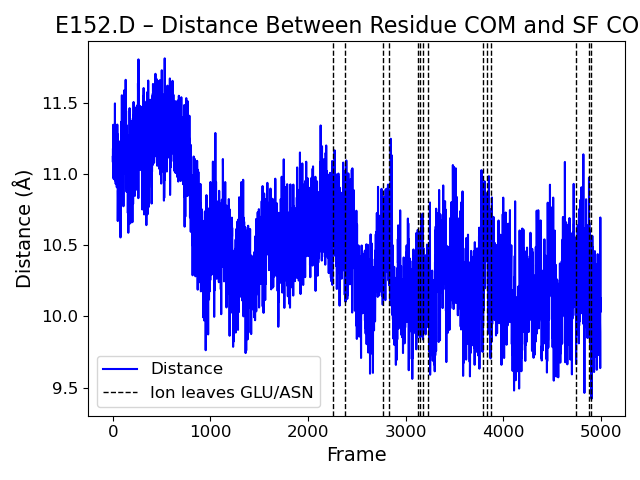 E152.D – Distance Between Residue COM and SF CO
Distance (Å)
11.5
11.0
10.5
10.0
9.5
Distance
Ion leaves GLU/ASN
0 1000 2000 3000 4000 5000
Frame